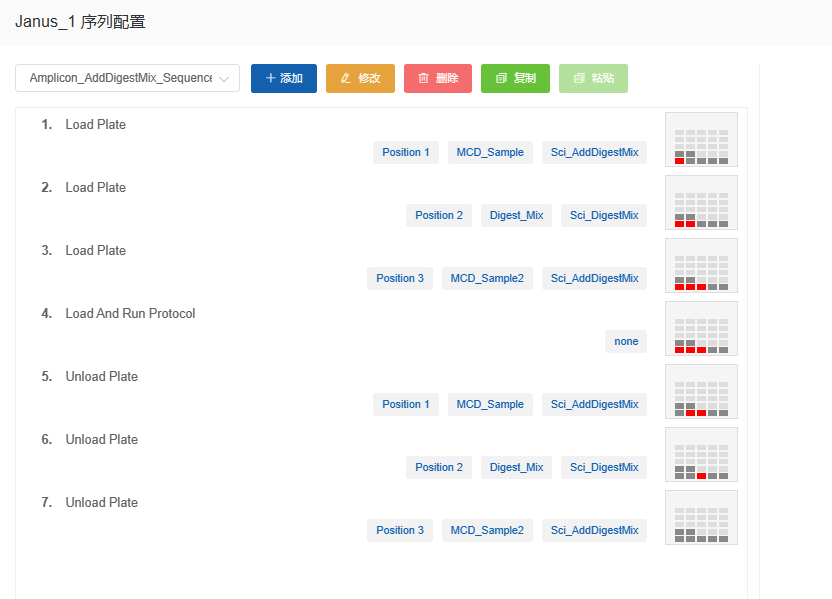 Janus_1 序列配置
Amplicon_AddDigestMix_Sequence 添加 修改 删除 复制 粘贴
1. Load Plate
Position 1 MCD_Sample Sci_AddDigestMix
2. Load Plate
Position 2 Digest_Mix Sci_DigestMix
3. Load Plate
Position 3 MCD_Sample2 Sci_AddDigestMix
4. Load And Run Protocol
none
5. Unload Plate
Position 1 MCD_Sample Sci_AddDigestMix
6. Unload Plate
Position 2 Digest_Mix Sci_DigestMix
7. Unload Plate
Position 3 MCD_Sample2 Sci_AddDigestMix